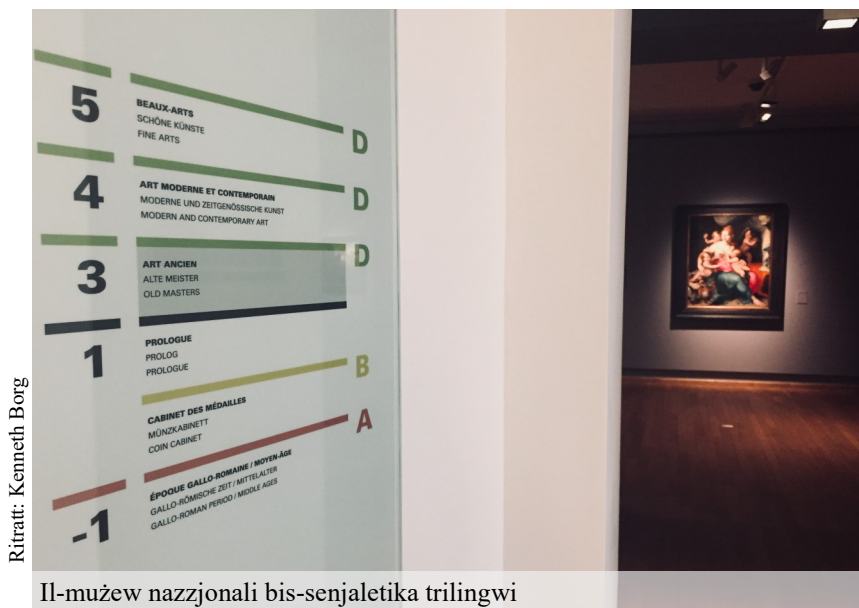 5
BEAUX-ARTS
SCHÖNE KÜNSTE
FINE ARTS
D
4
ART MODERNE ET CONTEMPORAIN
MODERNE UND ZEITGENÖSSISCHE KUNST
MODERN AND CONTEMPORARY ART
D
3
ART ANCIEN
ALTE MEISTER
OLD MASTERS
D
1
PROLOGUE
PROLOG
PROLOGUE
CABINET DES MÉDAILLES
MÜNZKABINETT
COIN CABINET
B
-1
ÉPOQUE GALLO-ROMAINE / MOYEN-ÂGE
GALLO-RÖMISCHE ZEIT / MITTELALTER
GALLO-ROMAN PERIOD / MIDDLE AGES
A
Ritratt: Kenneth Borg
Il-mużew nazzjonali bis-senjaletika trilingwi